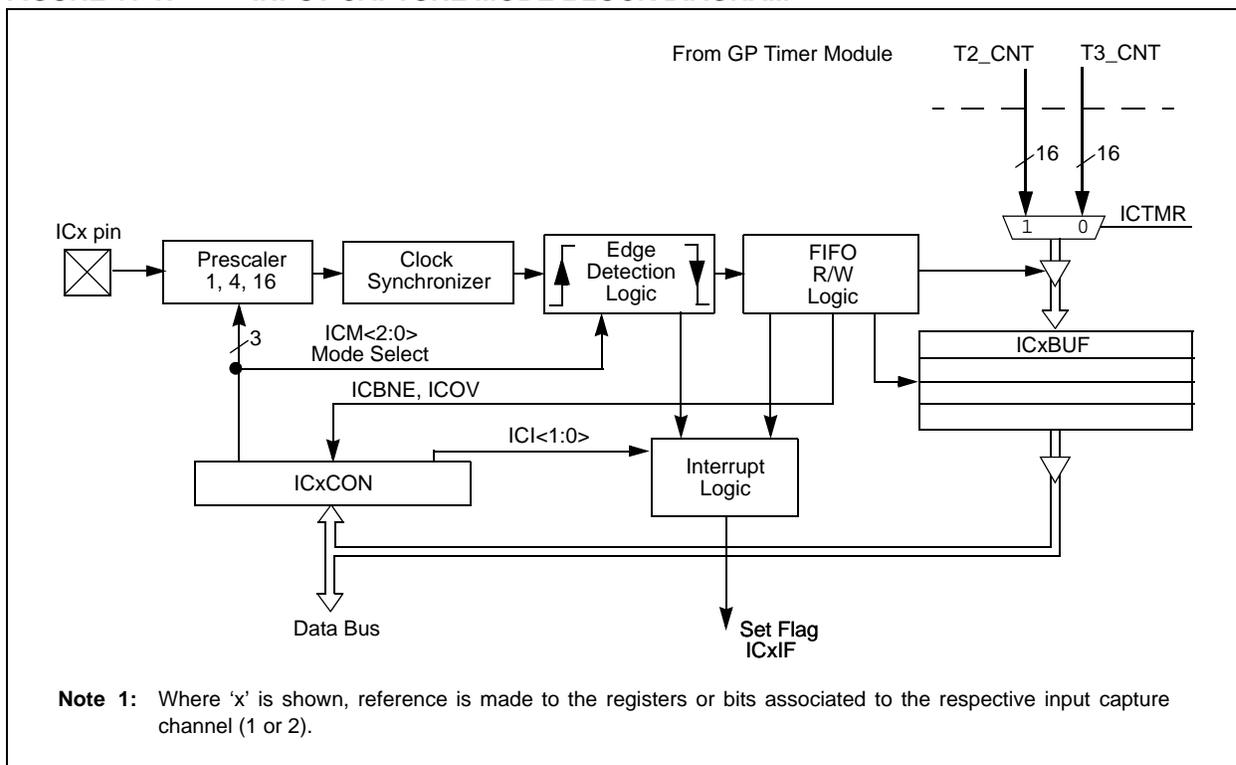 From GP Timer Module
T2_CNT T3_CNT
16 16
1 0
ICTMR
ICx pin
Prescaler
1, 4, 16
Clock
Synchronizer
Edge
Detection
Logic
FIFO
R/W
Logic
3
ICM<2:0>
Mode Select
ICxBUF
ICBNE, ICOV
ICI<1:0>
ICxCON
Interrupt
Logic
Data Bus
Set Flag
ICxIF
Note 1: Where ‘x’ is shown, reference is made to the registers or bits associated to the respective input capture
channel (1 or 2).